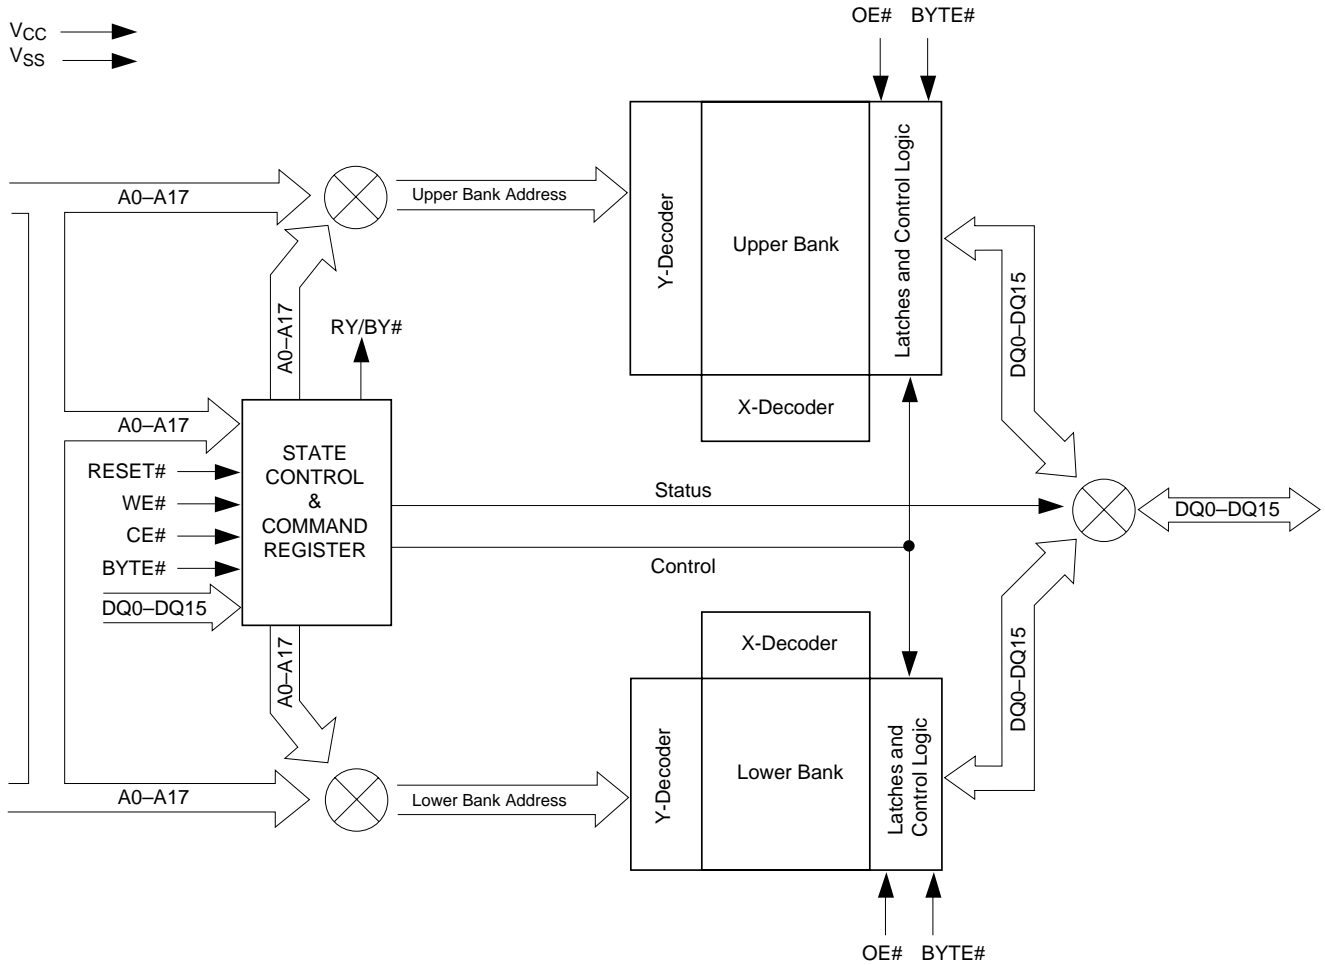 OE# BYTE#
VCC
VSS
A0–A17
Upper Bank Address
Y-Decoder
Upper Bank
Latches and Control Logic
X-Decoder
DQ0–DQ15
A0–A17
RY/BY#
A0–A17
RESET#
WE#
CE#
BYTE#
DQ0–DQ15
STATE
CONTROL
&
COMMAND
REGISTER
Status
Control
DQ0–DQ15
A0–A17
X-Decoder
Y-Decoder
Lower Bank
Latches and
Control Logic
DQ0–DQ15
A0–A17
Lower Bank Address
OE# BYTE#